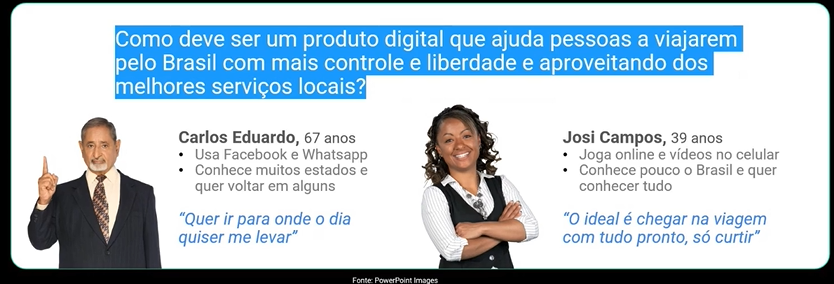 Como deve ser um produto digital que ajuda pessoas a viajarem
pelo Brasil com mais controle e liberdade e aproveitando dos
melhores serviços locais?
Carlos Eduardo, 67 anos
• Usa Facebook e Whatsapp
• Conhece muitos estados e
quer voltar em alguns
“Quer ir para onde o dia
quiser me levar”
Josi Campos, 39 anos
• Joga online e vídeos no celular
• Conhece pouco o Brasil e quer
conhecer tudo
“O ideal é chegar na viagem
com tudo pronto, só curtir”
Fonte: PowerPoint Images